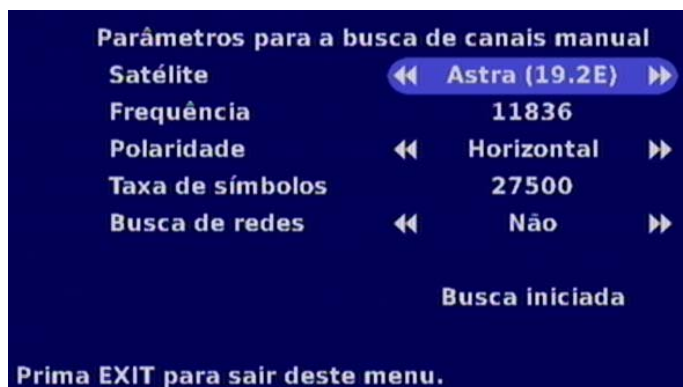 Parâmetros para a busca de canais manual
Satélite Astra (19.2E)
Frequência 11836
Polaridade Horizontal
Taxa de símbolos 27500
Busca de redes Não
Busca iniciada
Prima EXIT para sair deste menu.